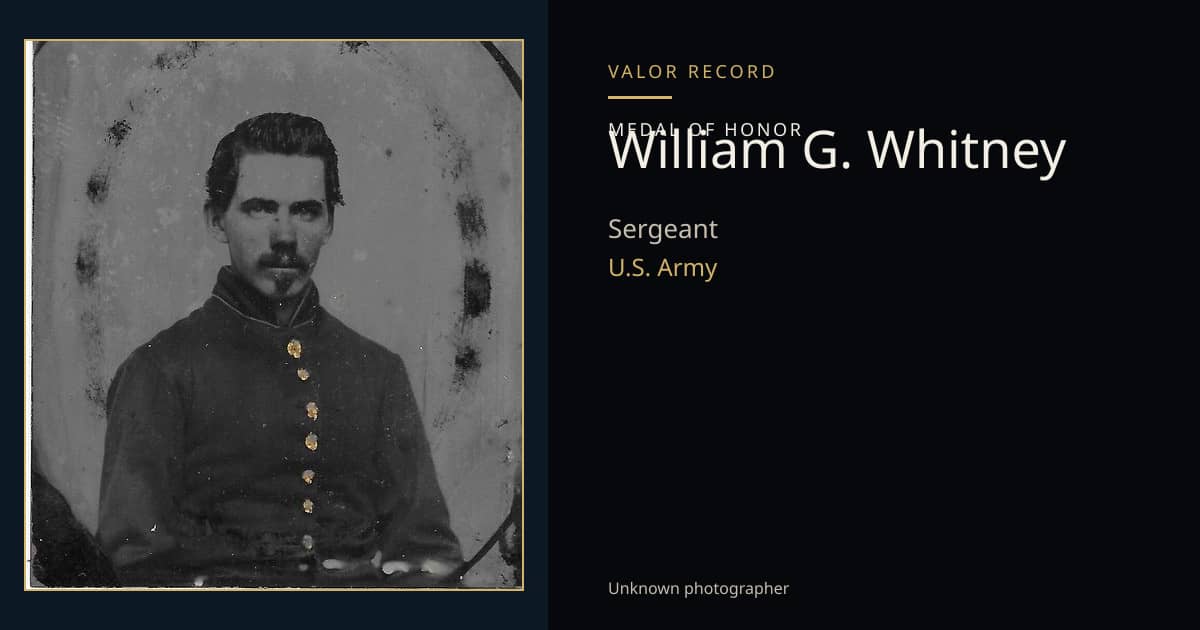 VALOR RECORD
MEDAL OF HONOR
William G. Whitney
Sergeant
U.S. Army
Unknown photographer